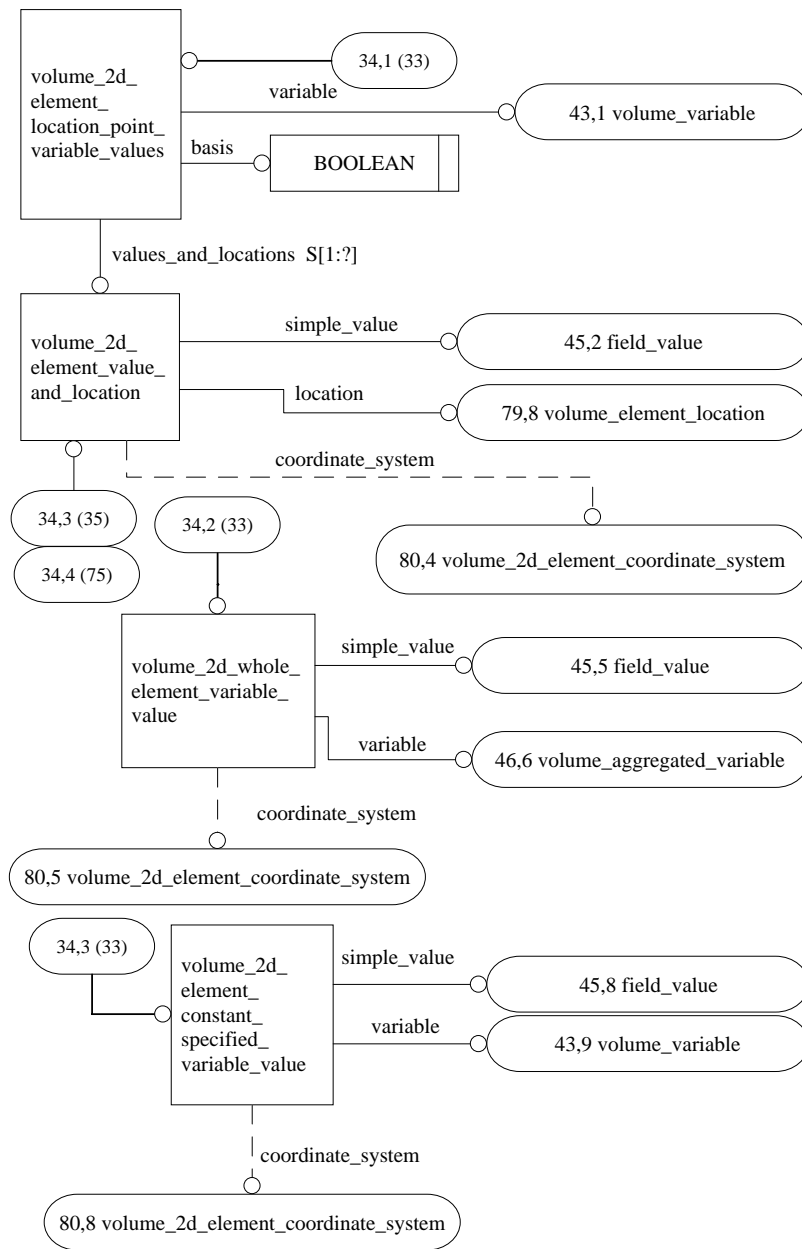 volume_2d_
element_
location_point_
variable_values
34,1 (33)
variable
43,1 volume_variable
basis
BOOLEAN
values_and_locations S[1:?]
volume_2d_
element_value_
and_location
simple_value
45,2 field_value
location
79,8 volume_element_location
coordinate_system
34,3 (35)
34,4 (75)
34,2 (33)
80,4 volume_2d_element_coordinate_system
volume_2d_whole_
element_variable_
value
simple_value
45,5 field_value
variable
46,6 volume_aggregated_variable
coordinate_system
80,5 volume_2d_element_coordinate_system
34,3 (33)
volume_2d_
element_
constant_
specified_
variable_value
simple_value
45,8 field_value
variable
43,9 volume_variable
coordinate_system
80,8 volume_2d_element_coordinate_system